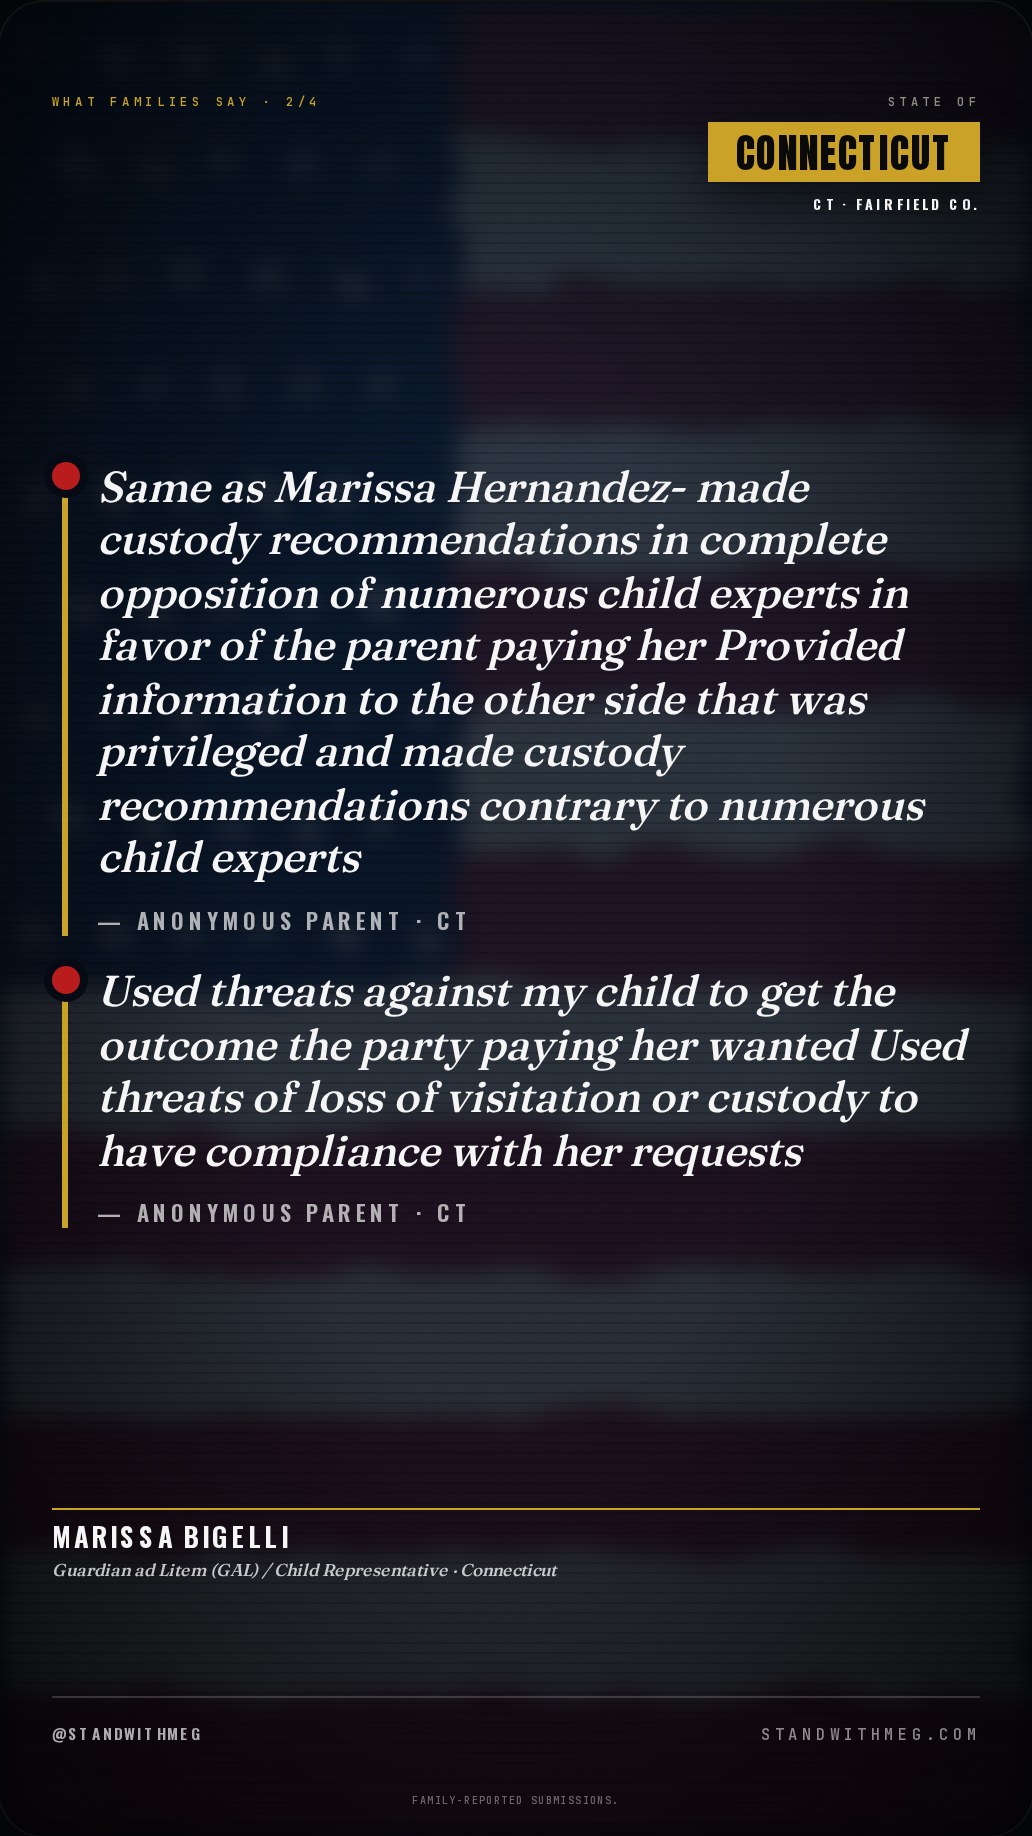 WHAT FAMILIES SAY · 2/4
STATE OF
CONNECTICUT
CT · FAIRFIELD CO.
Same as Marissa Hernandez- made
custody recommendations in complete
opposition of numerous child experts in
favor of the parent paying her Provided
information to the other side that was
privileged and made custody
recommendations contrary to numerous
child experts
— ANONYMOUS PARENT · CT
Used threats against my child to get the
outcome the party paying her wanted Used
threats of loss of visitation or custody to
have compliance with her requests
— ANONYMOUS PARENT · CT
MARISSA BIGELLI
Guardian ad Litem (GAL) / Child Representative · Connecticut
@STANDWITHMEG
STANDWITHMEG.COM
FAMILY-REPORTED SUBMISSIONS.